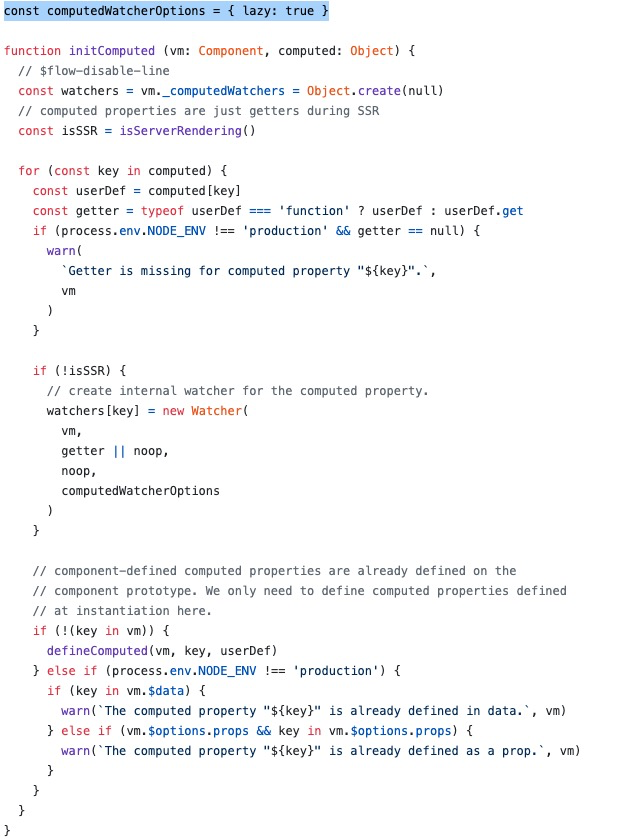 const computedWatcherOptions = { lazy: true }
function initComputed (vm: Component, computed: Object) {
  // $flow-disable-line
  const watchers = vm._computedWatchers = Object.create(null)
  // computed properties are just getters during SSR
  const isSSR = isServerRendering()
  for (const key in computed) {
    const userDef = computed[key]
    const getter = typeof userDef === 'function' ? userDef : userDef.get
    if (process.env.NODE_ENV !== 'production' && getter == null) {
      warn(
        `Getter is missing for computed property "${key}".`,
        vm
      )
    }
    if (!isSSR) {
      // create internal watcher for the computed property.
      watchers[key] = new Watcher(
        vm,
        getter || noop,
        noop,
        computedWatcherOptions
      )
    }
    // component-defined computed properties are already defined on the
    // component prototype. We only need to define computed properties defined
    // at instantiation here.
    if (!(key in vm)) {
      defineComputed(vm, key, userDef)
    } else if (process.env.NODE_ENV !== 'production') {
      if (key in vm.$data) {
        warn(`The computed property "${key}" is already defined in data.`, vm)
      } else if (vm.$options.props && key in vm.$options.props) {
        warn(`The computed property "${key}" is already defined as a prop.`, vm)
      }
    }
  }
}